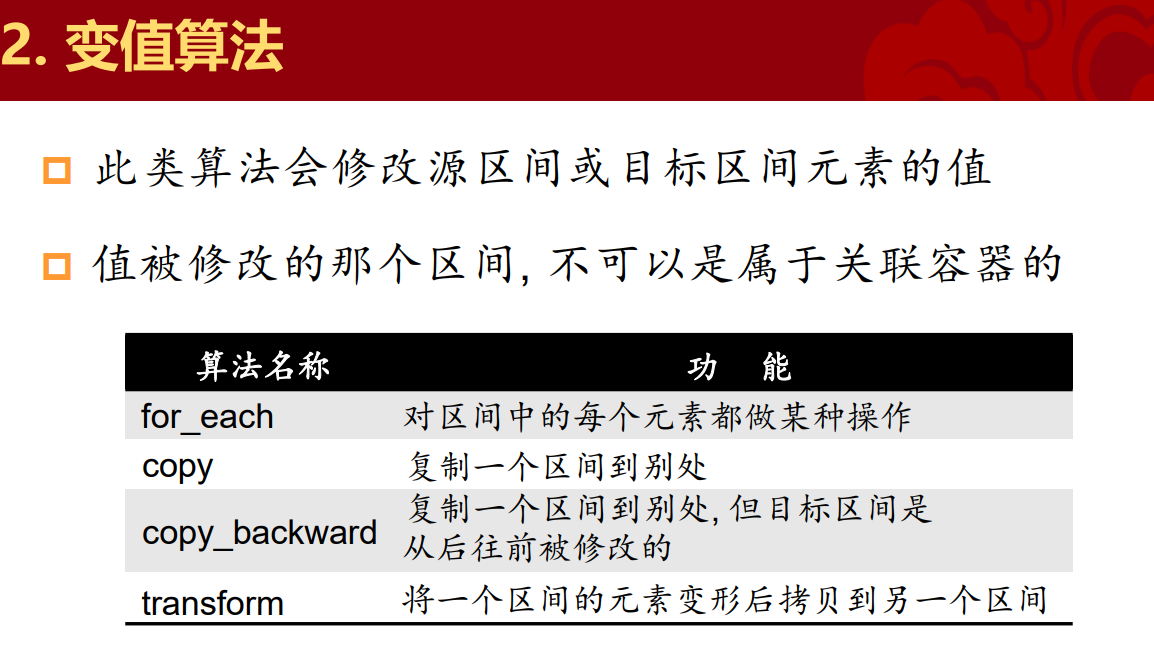 2. 变值算法
此类算法会修改源区间或目标区间元素的值
值被修改的那个区间, 不可以是属于关联容器的
算法名称 功 能
for_each 对区间中的每个元素都做某种操作
copy 复制一个区间到别处
copy_backward 复制一个区间到别处, 但目标区间是
从后往前被修改的
transform 将一个区间的元素变形后拷贝到另一个区间